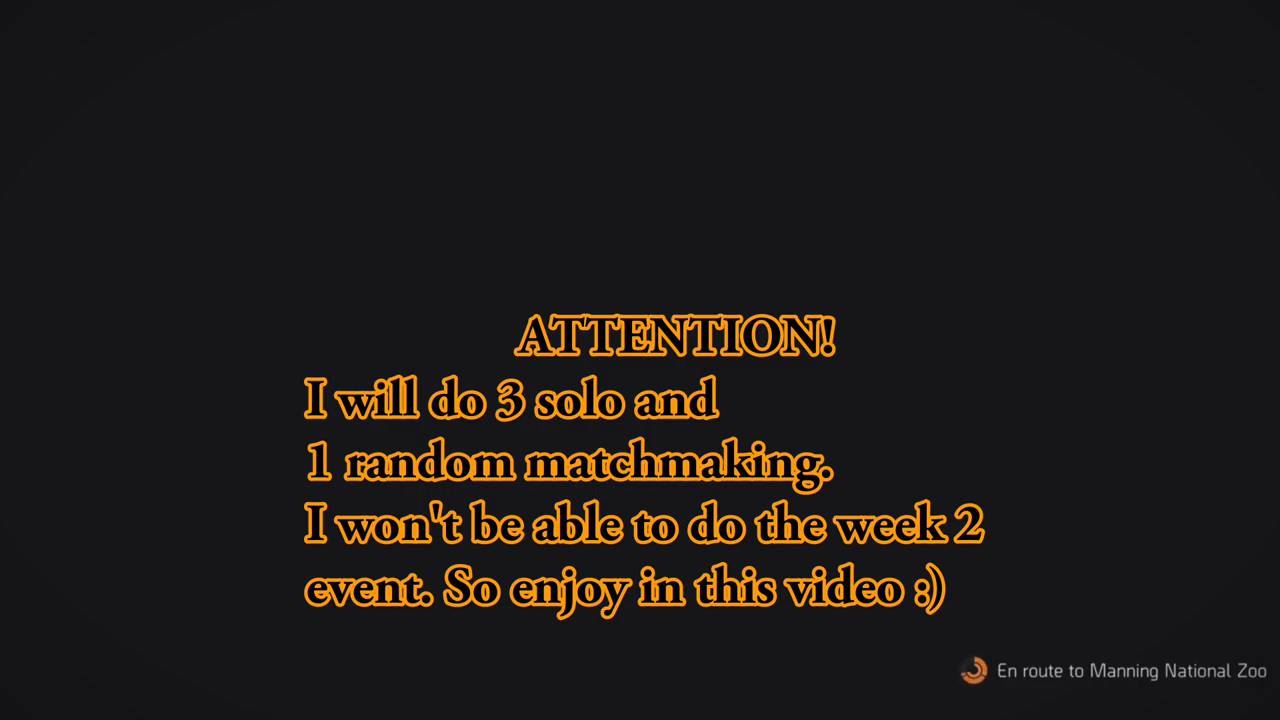 ATTENTION!
I will do 3 solo and
1 random matchmaking.
I won't be able to do the week 2
event. So enjoy in this video :)
En route to Manning National Zoo